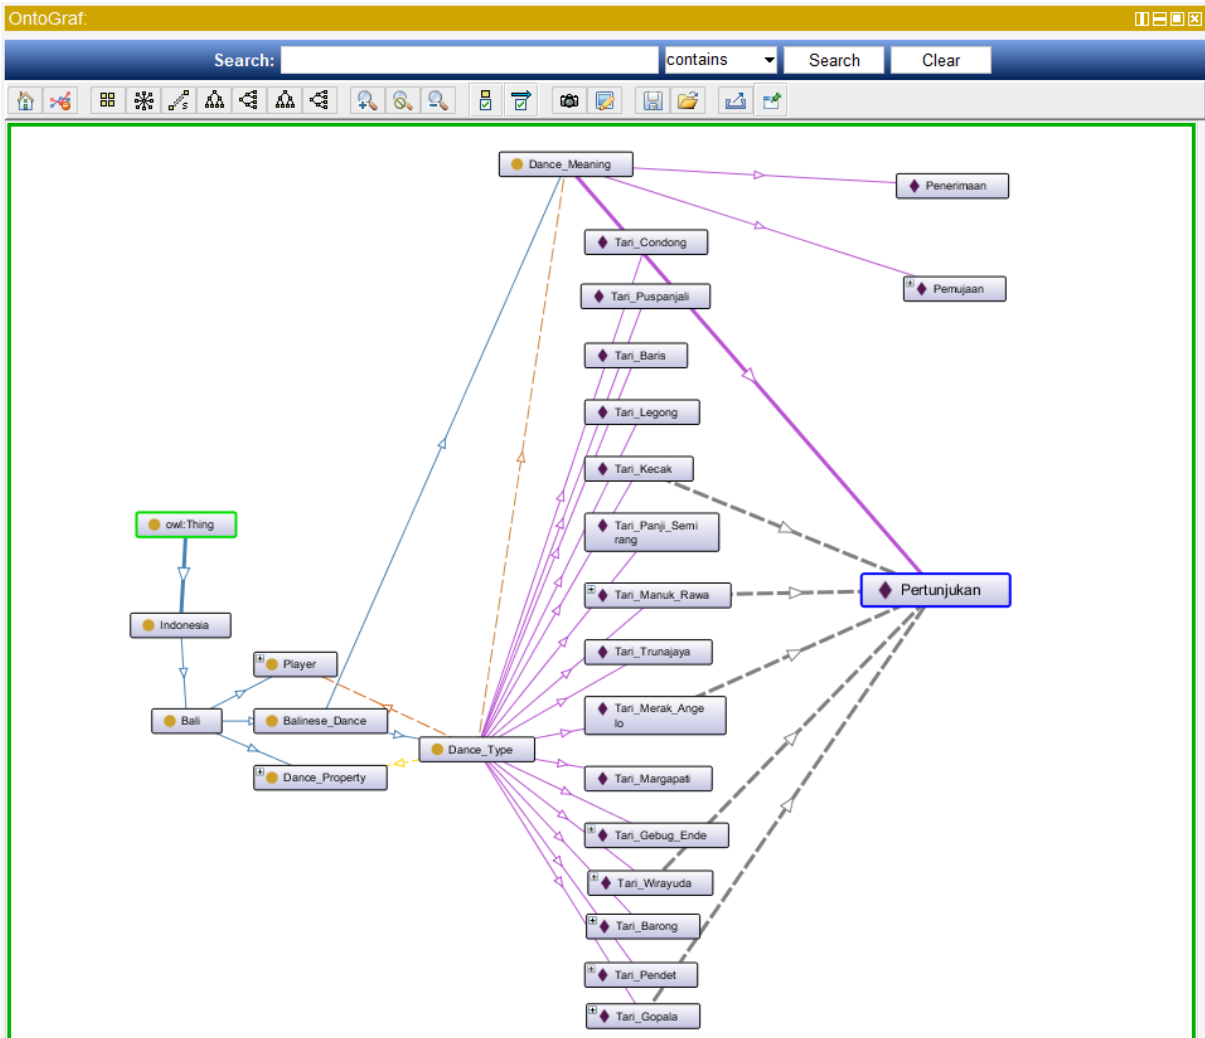 OntoGraf:
Search:
contains
Search
Clear
Dance_Meaning
Penerimaan
Tari_Condong
Pemujaan
Tari_Puspanjali
Tari_Baris
Tari_Legong
Tari_Kecak
owl:Thing
Tari_Panji_Semi
rang
Pertunjukan
Tari_Manuk_Rawa
Indonesia
Tari_Trunajaya
Player
Tari_Merak_Ange
lo
Bali
Balinese_Dance
Dance_Type
Dance_Property
Tari_Margapati
Tari_Gebug_Ende
Tari_Wirayuda
Tari_Barong
Tari_Pendet
Tari_Gopala